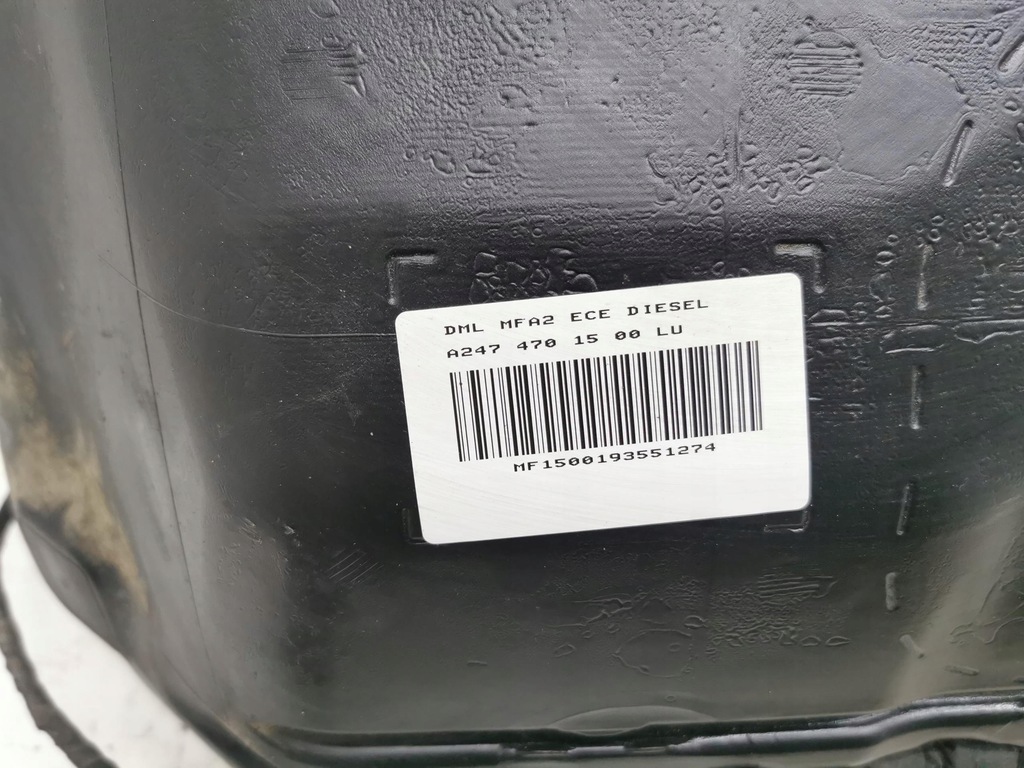 DML MFA2 ECE DIESEL
A247 470 15 00 LU
MF1500193551274